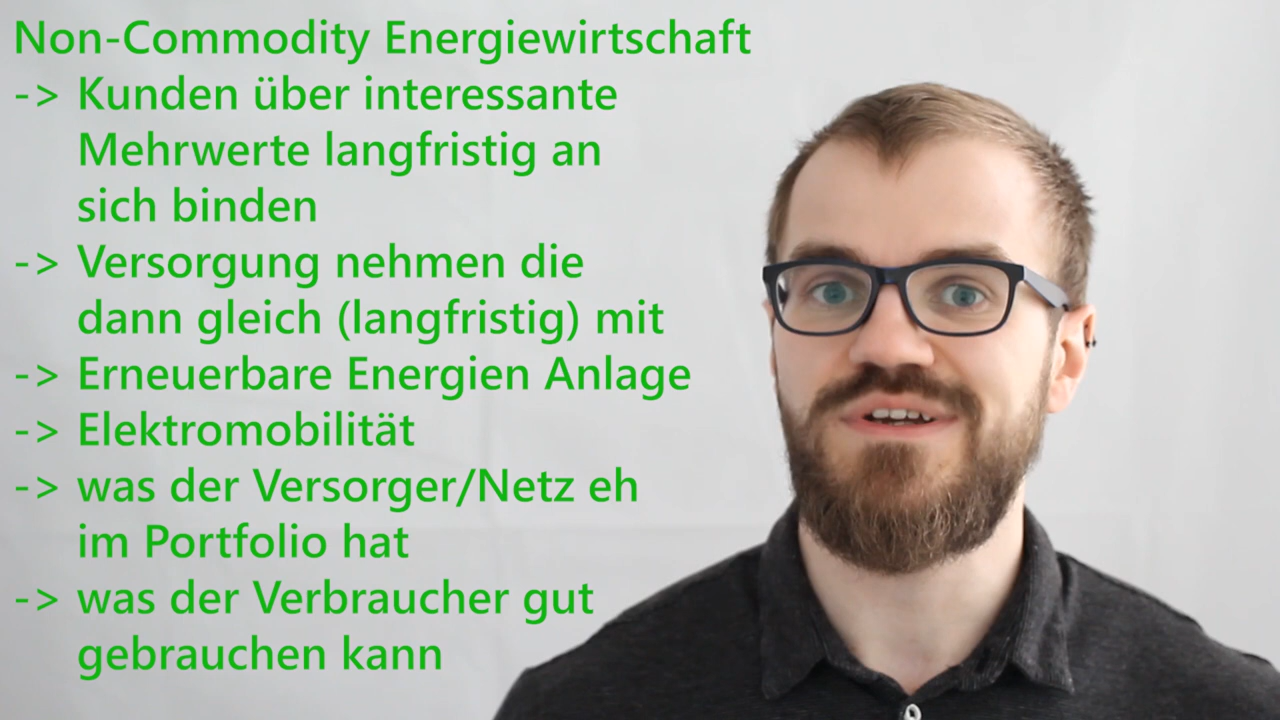 Non-Commodity Energiewirtschaft
-> Kunden über interessante
Mehrwerte langfristig an
sich binden
-> Versorgung nehmen die
dann gleich (langfristig) mit
-> Erneuerbare Energien Anlage
-> Elektromobilität
-> was der Versorger/Netz eh
im Portfolio hat
-> was der Verbraucher gut
gebrauchen kann